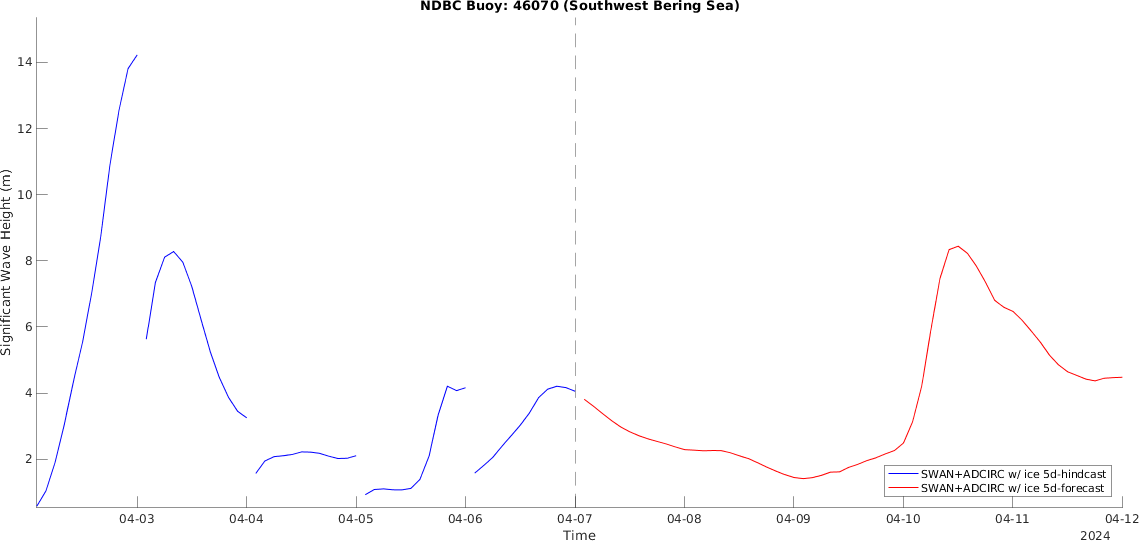 NDBC Buoy: 46070 (Southwest Bering Sea)
Significant Wave Height (m)
14
12
10
8
6
4
2
SWAN+ADCIRC w/ ice 5d-hindcast
SWAN+ADCIRC w/ ice 5d-forecast
04-03 04-04 04-05 04-06 04-07 04-08 04-09 04-10 04-11 04-12
Time
2024